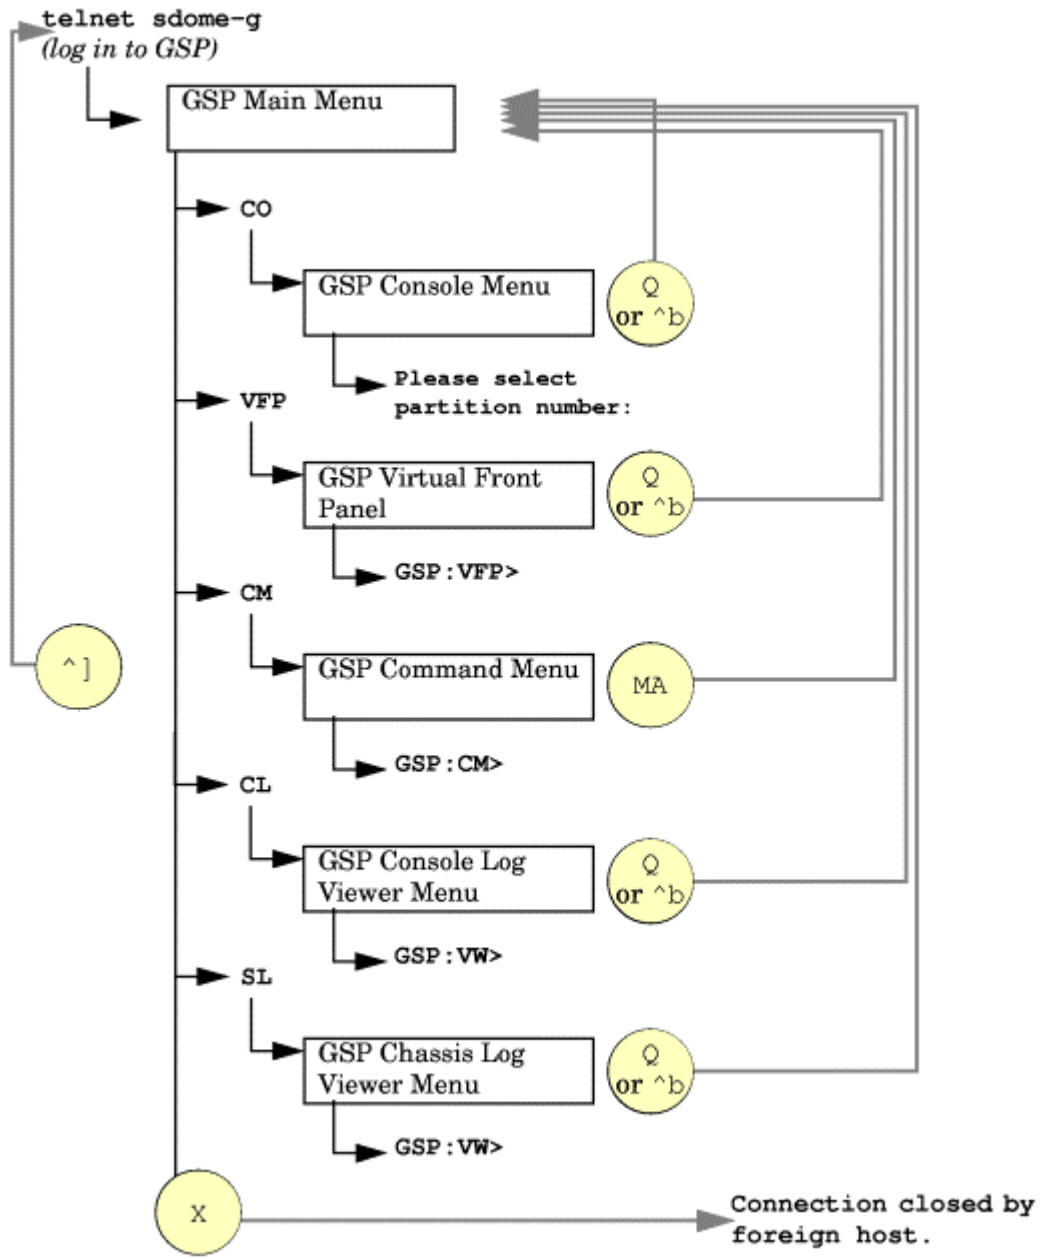 telnet sdome-g
(log in to GSP)
GSP Main Menu
CO
GSP Console Menu
Q
or ^b
Please select
partition number:
VFP
GSP Virtual Front
Panel
Q
or ^b
GSP:VFP>
CM
^]
GSP Command Menu
MA
GSP:CM>
CL
GSP Console Log
Viewer Menu
Q
or ^b
GSP:VW>
SL
GSP Chassis Log
Viewer Menu
Q
or ^b
GSP:VW>
X
Connection closed by
foreign host.